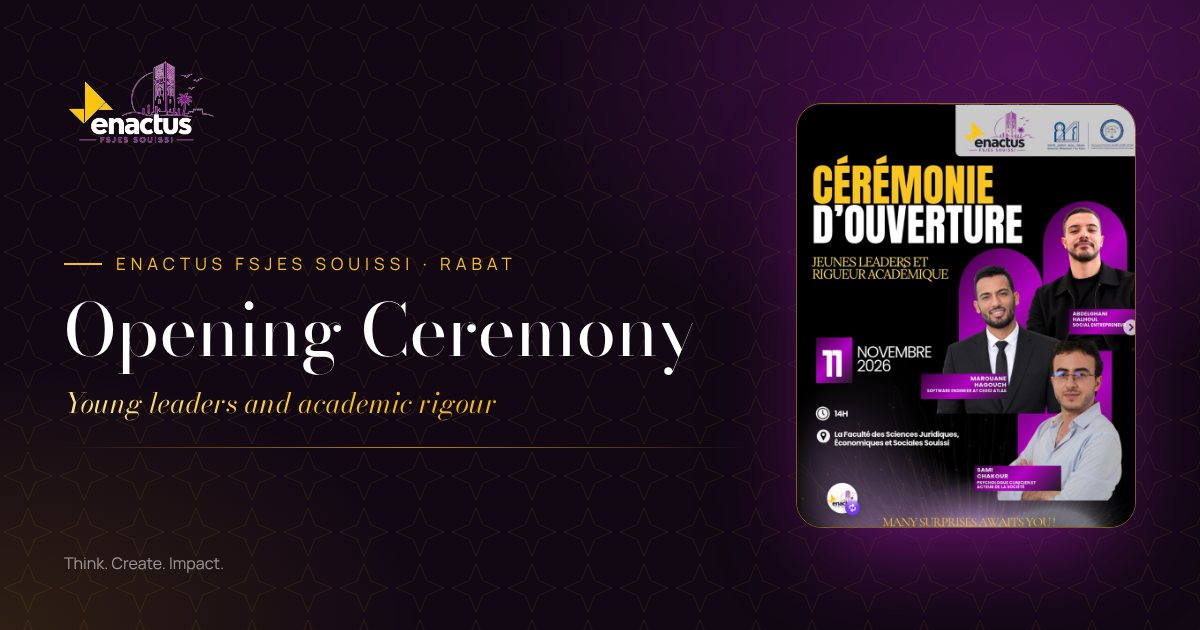 enactus
FSJES SOUISSI
ENACTUS FSJES SOUISSI · RABAT
Opening Ceremony
Young leaders and academic rigour
Think. Create. Impact.
enactus
FSJES SOUISSI
CÉRÉMONIE
D'OUVERTURE
JEUNES LEADERS ET
RIGUEUR ACADÉMIQUE
ABDELGHANI
HALHOUL
SOCIAL ENTREPRENEUR
11 NOVEMBRE
2026
MAROUANE
HAGOUCH
SOFTWARE ENGINEER AT
14H
La Faculté des Sciences Juridiques,
Économiques et Sociales Souissi
SAMI
CHAKOUR
PSYCHOLOGUE CLINICIEN ET
ACTEUR DE LA SOCIÉTÉ
MANY SURPRISES AWAITS YOU!